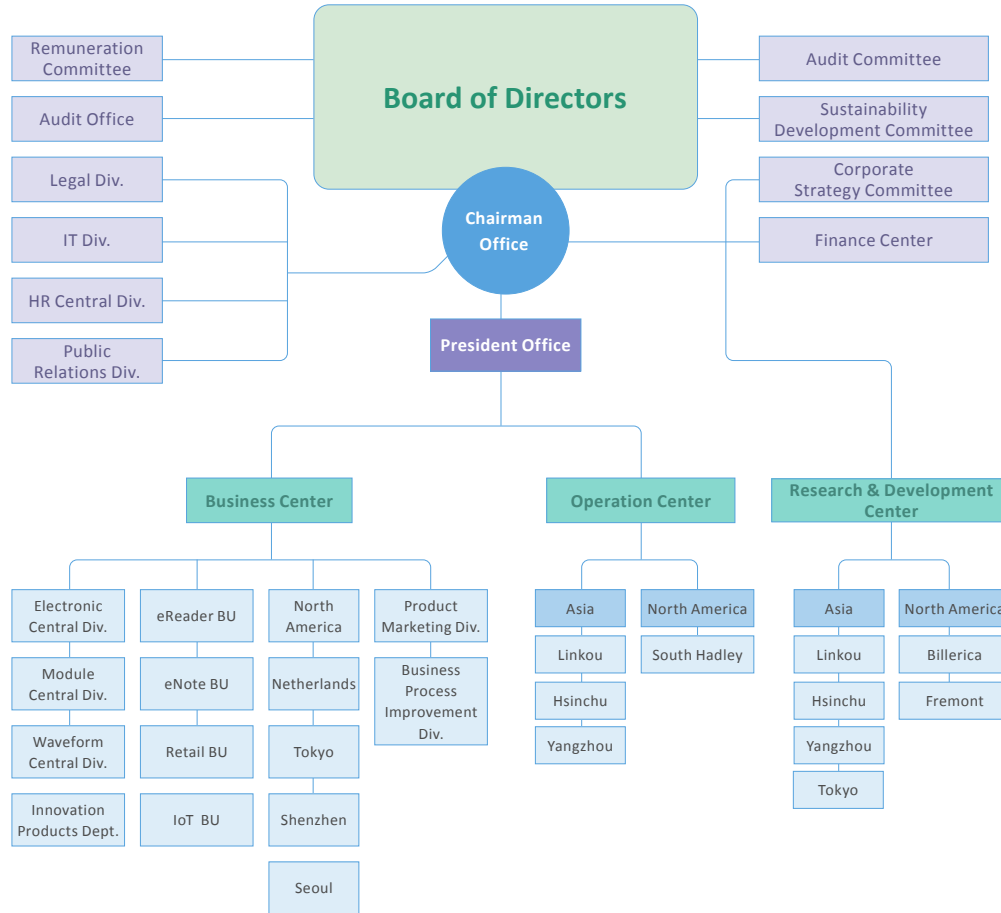 Remuneration
Committee
Audit Office
Legal Div.
IT Div.
HR Central Div.
Public
Relations Div.
Board of Directors
Chairman
Office
President Office
Audit Committee
Sustainability
Development Committee
Corporate
Strategy Committee
Finance Center
Business Center
Operation Center
Research & Development
Center
Electronic
Central Div.
Module
Central Div.
Waveform
Central Div.
Innovation
Products Dept.
eReader BU
eNote BU
Retail BU
IoT BU
North
America
Netherlands
Tokyo
Shenzhen
Seoul
Product
Marketing Div.
Business
Process
Improvement
Div.
Asia
Linkou
Hsinchu
Yangzhou
North America
South Hadley
Asia
Linkou
Hsinchu
Yangzhou
Tokyo
North America
Billerica
Fremont